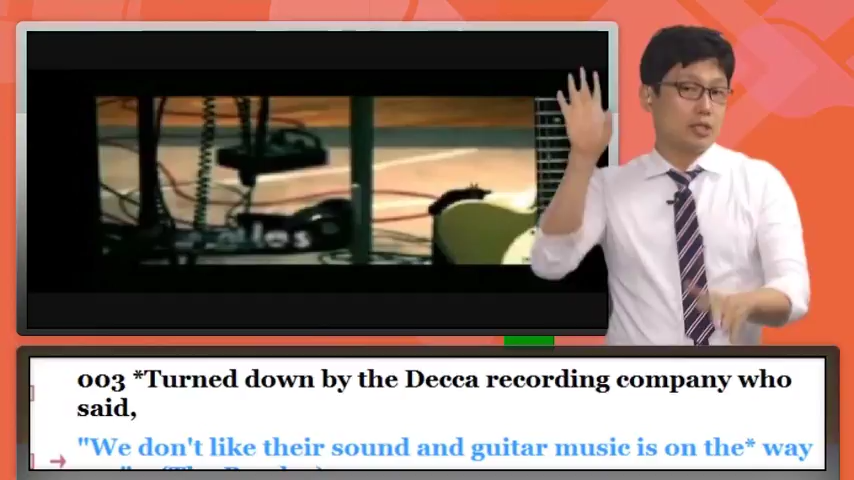 003 *Turned down by the Decca recording company who
said,
"We don't like their sound and guitar music is on the* way